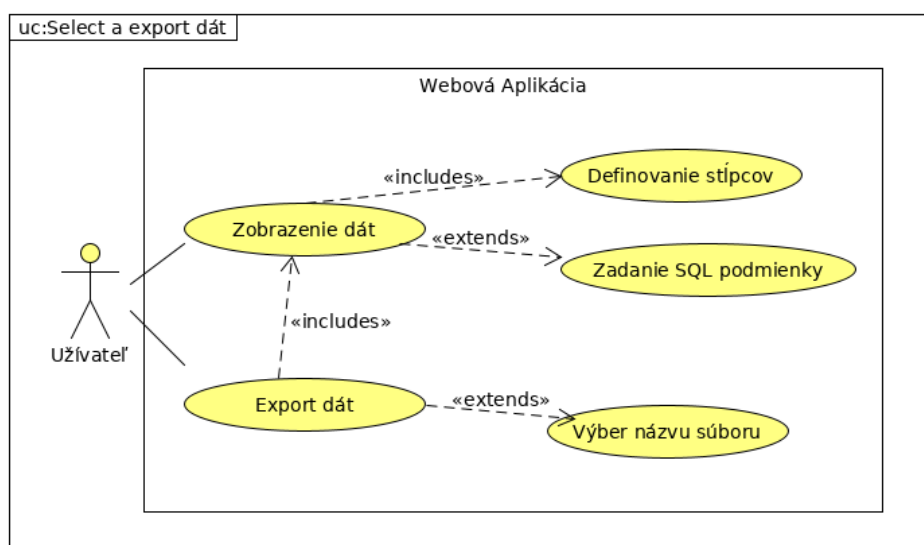 uc:Select a export dát
Webová Aplikácia
«includes»
Definovanie stĺpcov
Zobrazenie dát
«extends»
Zadanie SQL podmienky
«includes»
Užívateľ
Export dát
«extends»
Výber názvu súboru